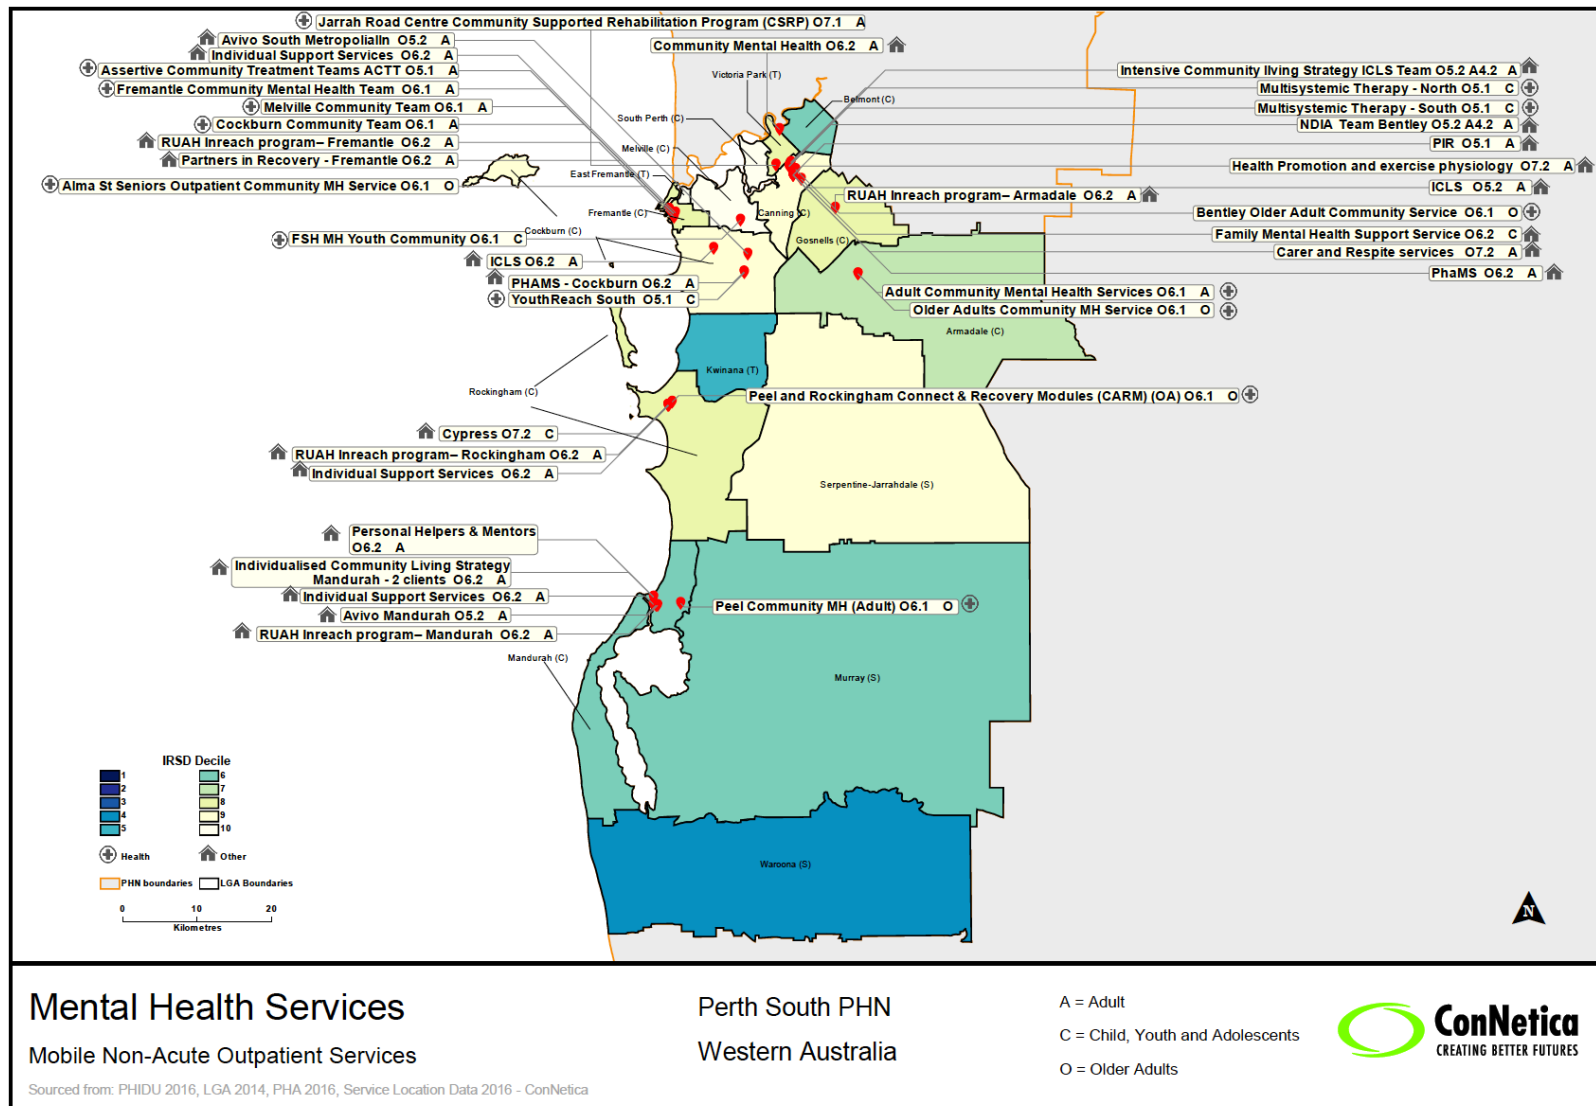 Jarrah Road Centre Community Supported Rehabilitation Program (CSRP) O7.1 A
Avivo South Metropolialln O5.2 A
Individual Support Services O6.2 A
Assertive Community Treatment Teams ACTT O5.1 A
Fremantle Community Mental Health Team O6.1 A
Melville Community Team O6.1 A
Cockburn Community Team O6.1 A
RUAH Inreach program– Fremantle O6.2 A
Partners in Recovery - Fremantle O6.2 A
Alma St Seniors Outpatient Community MH Service O6.1 O
FSH MH Youth Community O6.1 C
ICLS O6.2 A
PHAMS - Cockburn O6.2 A
YouthReach South O5.1 C
Community Mental Health O6.2 A
Victoria Park (T)
Belmont (C)
South Perth (C)
Melville (C)
East Fremantle (T)
Fremantle (C)
Cockburn (C)
Canning (C)
Gosnells (C)
Intensive Community living Strategy ICLS Team O5.2 A4.2 A
Multisystemic Therapy - North O5.1 C
Multisystemic Therapy - South O5.1 C
NDIA Team Bentley O5.2 A4.2 A
PIR O5.1 A
Health Promotion and exercise physiology O7.2 A
ICLS O5.2 A
RUAH Inreach program– Armadale O6.2 A
Bentley Older Adult Community Service O6.1 O
Family Mental Health Support Service O6.2 C
Carer and Respite services O7.2 A
PhaMS O6.2 A
Adult Community Mental Health Services O6.1 A
Older Adults Community MH Service O6.1 O
Armadale (C)
Kwinana (T)
Rockingham (C)
Peel and Rockingham Connect & Recovery Modules (CARM) (OA) O6.1 O
Cypress O7.2 C
RUAH Inreach program– Rockingham O6.2 A
Individual Support Services O6.2 A
Serpentine-Jarrahdale (S)
Personal Helpers & Mentors
O6.2 A
Individualised Community Living Strategy
Mandurah - 2 clients O6.2 A
Individual Support Services O6.2 A
Avivo Mandurah O5.2 A
RUAH Inreach program– Mandurah O6.2 A
Peel Community MH (Adult) O6.1 O
Mandurah (C)
Murray (S)
Waroona (S)
IRSD Decile
1 6
2 7
3 8
4 9
5 10
Health Other
PHN boundaries LGA Boundaries
0 10 20
Kilometres
N
Mental Health Services
Mobile Non-Acute Outpatient Services
Sourced from: PHIDU 2016, LGA 2014, PHA 2016, Service Location Data 2016 - ConNetica
Perth South PHN
Western Australia
A = Adult
C = Child, Youth and Adolescents
O = Older Adults
ConNetica
CREATING BETTER FUTURES